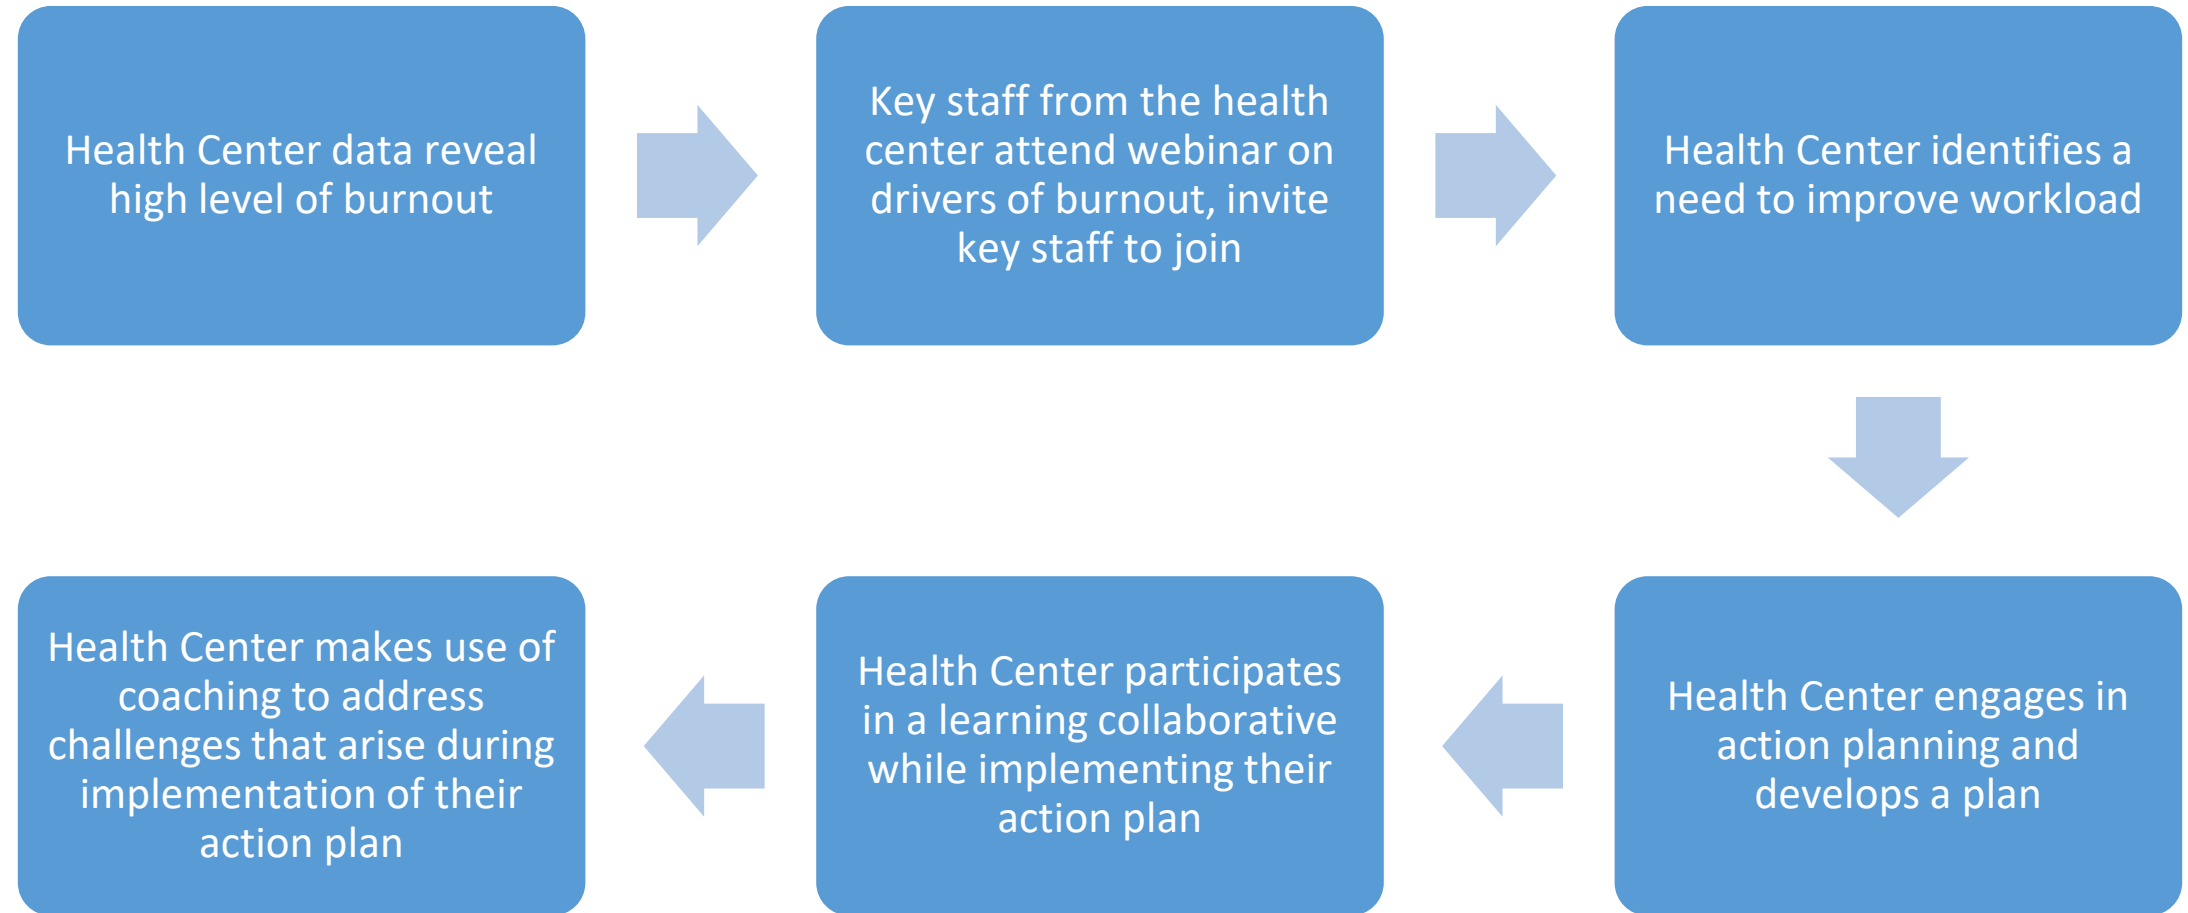 Health Center data reveal
high level of burnout
Key staff from the health
center attend webinar on
drivers of burnout, invite
key staff to join
Health Center identifies a
need to improve workload
Health Center engages in
action planning and
develops a plan
Health Center participates
in a learning collaborative
while implementing their
action plan
Health Center makes use of
coaching to address
challenges that arise during
implementation of their
action plan